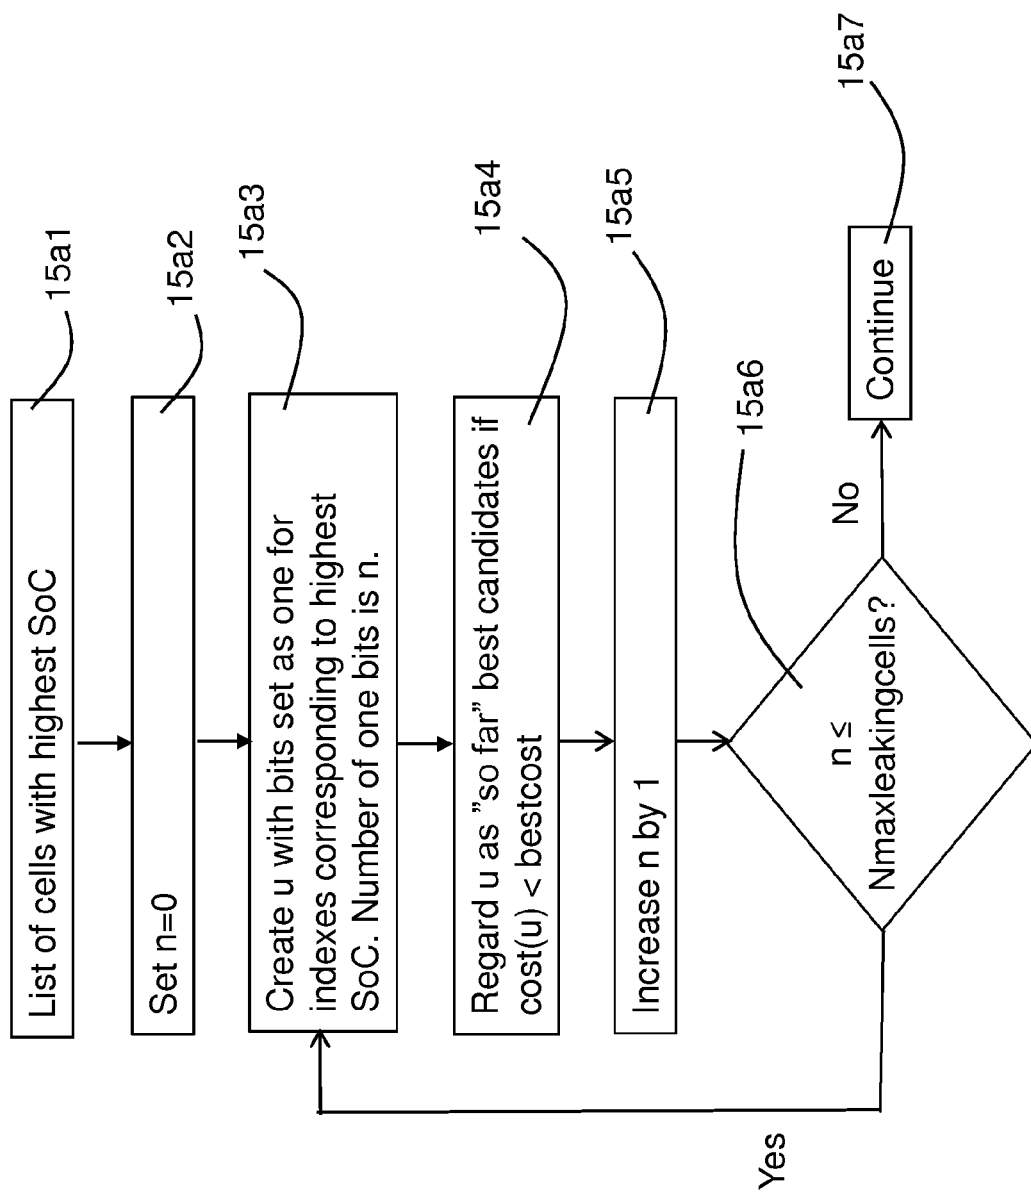 List of cells with highest SoC
15a1
Set n=0
15a2
Create u with bits set as one for
indexes corresponding to highest
SoC. Number of one bits is n.
15a3
Regard u as ”so far” best candidates if
cost(u) < bestcost
15a4
Increase n by 1
15a5
n ≤
Nmaxleakingcells?
15a6
Yes
No
Continue
15a7